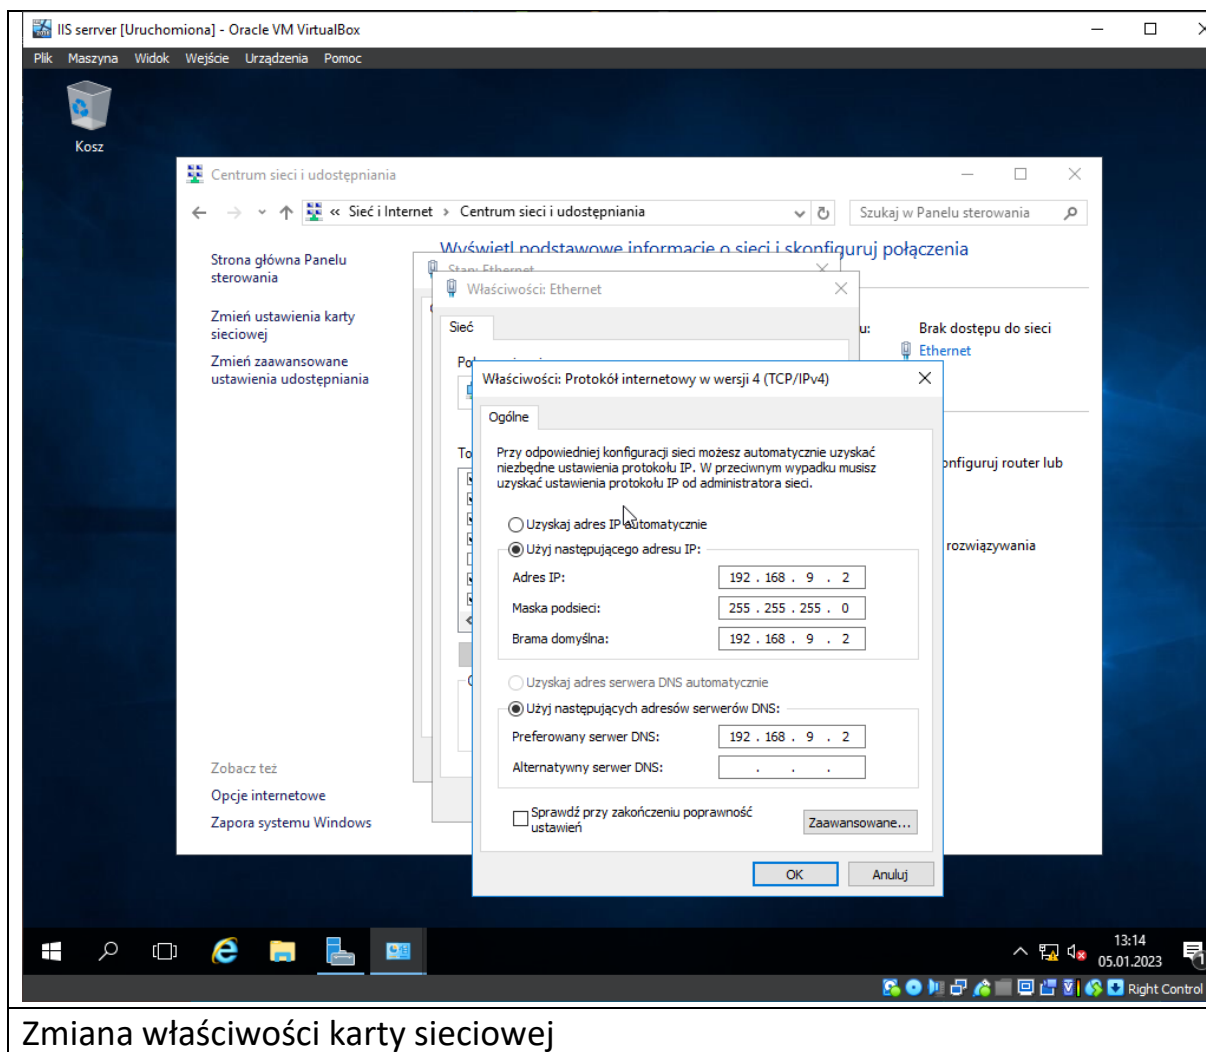 IIS serrver [Uruchomiona] - Oracle VM VirtualBox
Plik Maszyna Widok Wejście Urządzenia Pomoc
Kosz
Centrum sieci i udostępniania
« Sieć i Internet › Centrum sieci i udostępniania
Szukaj w Panelu sterowania
Strona główna Panelu
sterowania
Zmień ustawienia karty
sieciowej
Zmień zaawansowane
ustawienia udostępniania
Zobacz też
Opcje internetowe
Zapora systemu Windows
Wyświetl podstawowe informacje o sieci i skonfiguruj połączenia
u: Brak dostępu do sieci
Ethernet
onfiguruj router lub
rozwiązywania
Stan: Ethernet
Właściwości: Ethernet
Sieć
Właściwości: Protokół internetowy w wersji 4 (TCP/IPv4)
Ogólne
Przy odpowiedniej konfiguracji sieci możesz automatycznie uzyskać
niezbędne ustawienia protokołu IP. W przeciwnym wypadku musisz
uzyskać ustawienia protokołu IP od administratora sieci.
Uzyskaj adres IP automatycznie
Użyj następującego adresu IP:
Adres IP: 192 . 168 . 9 . 2
Maska podsieci: 255 . 255 . 255 . 0
Brama domyślna: 192 . 168 . 9 . 2
Uzyskaj adres serwera DNS automatycznie
Użyj następujących adresów serwerów DNS:
Preferowany serwer DNS: 192 . 168 . 9 . 2
Alternatywny serwer DNS: . . .
Sprawdź przy zakończeniu poprawność
ustawień
Zaawansowane...
OK Anuluj
13:14
05.01.2023
Right Control
Zmiana właściwości karty sieciowej